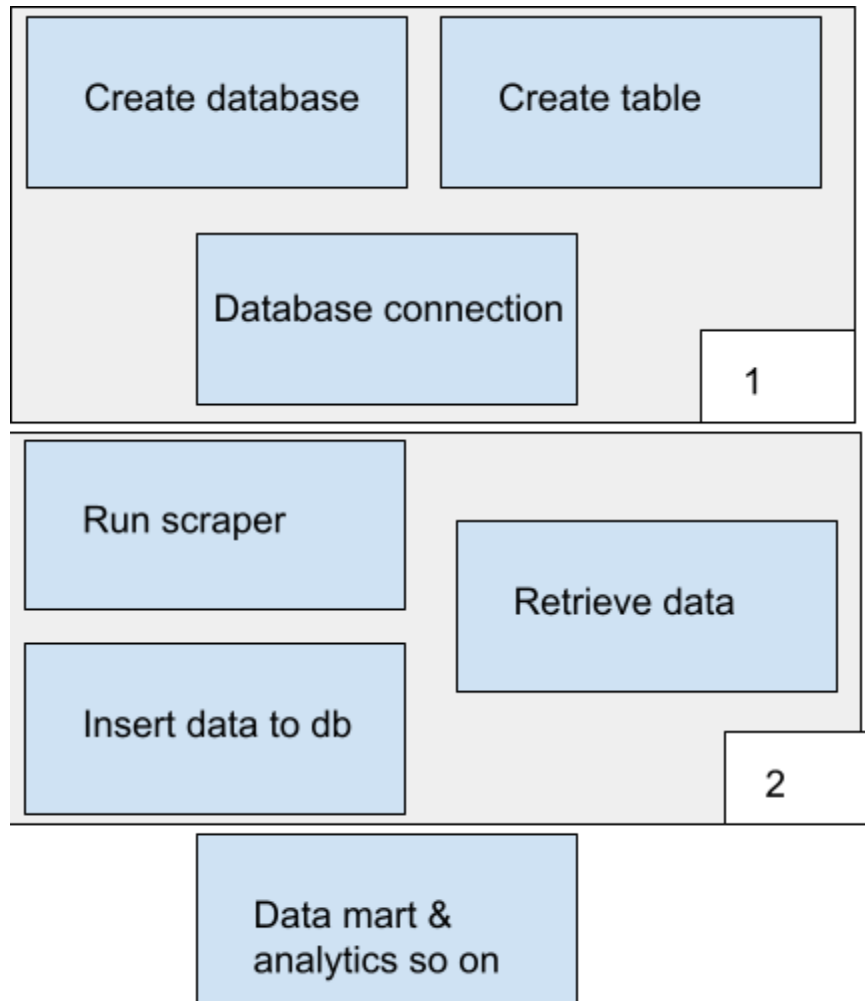 Create database
Create table
Database connection
1
Run scraper
Retrieve data
Insert data to db
2
Data mart &
analytics so on